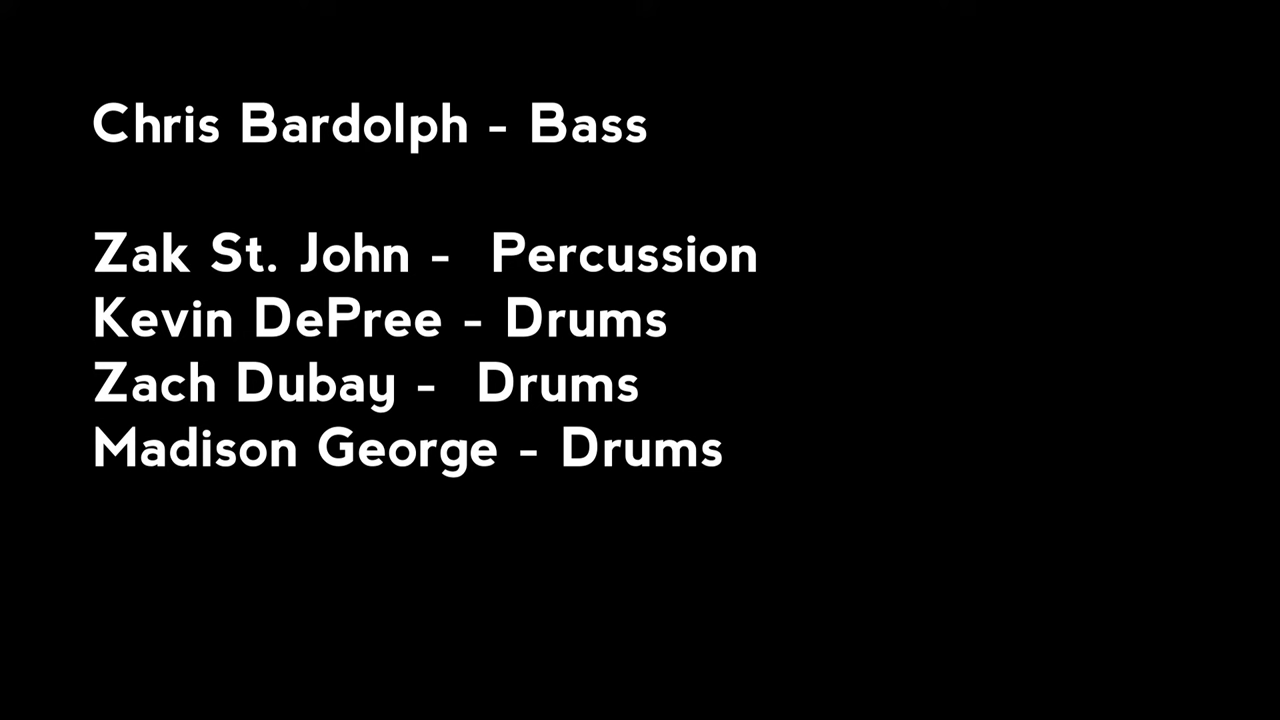 Chris Bardolph - Bass
Zak St. John -  Percussion
Kevin DePree - Drums
Zach Dubay -  Drums
Madison George - Drums